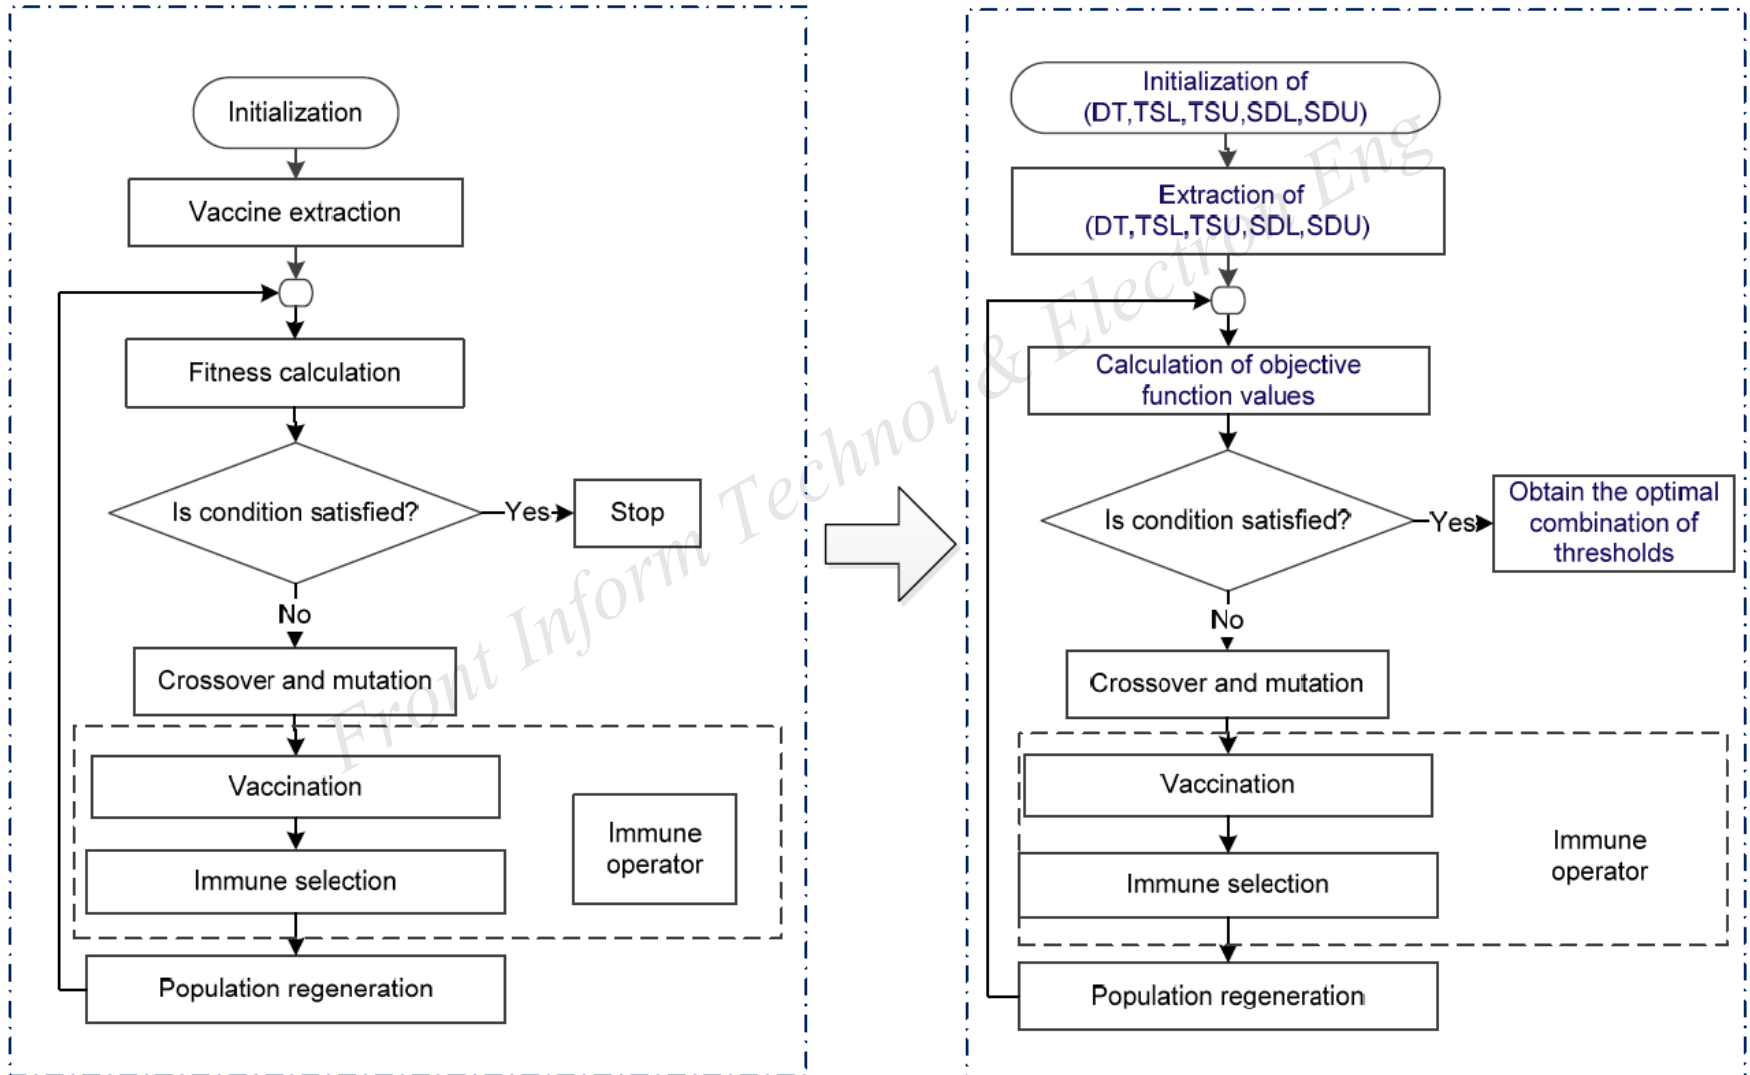 Initialization
Vaccine extraction
Fitness calculation
Is condition satisfied?
Yes
Stop
No
Crossover and mutation
Vaccination
Immune selection
Immune
operator
Population regeneration
Initialization of
(DT,TSL,TSU,SDL,SDU)
Extraction of
(DT,TSL,TSU,SDL,SDU)
Calculation of objective
function values
Is condition satisfied?
Yes
Obtain the optimal
combination of
thresholds
No
Crossover and mutation
Vaccination
Immune selection
Immune
operator
Population regeneration
Front Inform Technol & Electron Eng